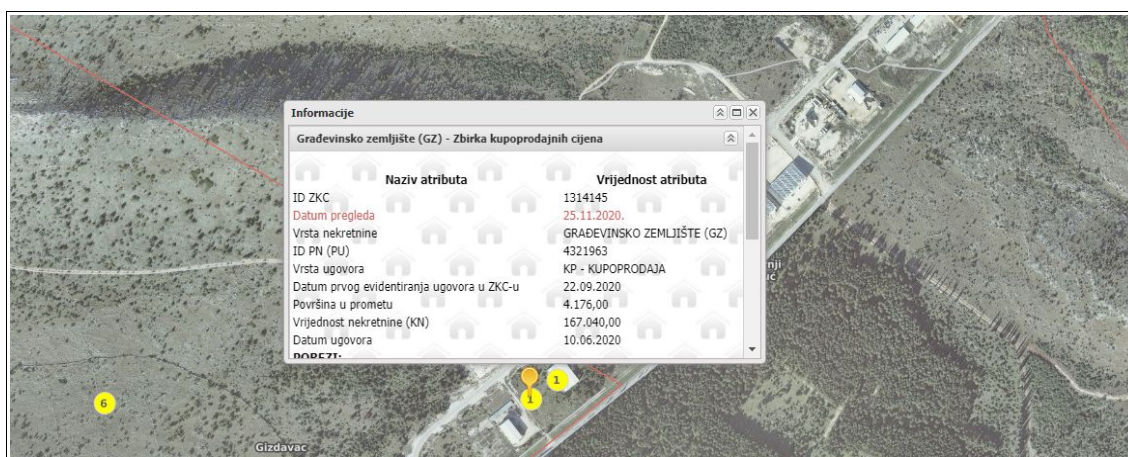 Informacije
Građevinsko zemljište (GZ) - Zbirka kupoprodajnih cijena
Naziv atributa Vrijednost atributa
ID ZKC 1314145
Datum pregleda 25.11.2020.
Vrsta nekretnine GRAĐEVINSKO ZEMLJIŠTE (GZ)
ID PN (PU) 4321963
Vrsta ugovora KP - KUPOPRODAJA
Datum prvog evidentiranja ugovora u ZKC-u 22.09.2020
Površina u prometu 4.176,00
Vrijednost nekretnine (KN) 167.040,00
Datum ugovora 10.06.2020
POREZI:
1
1
6
Gizdavac